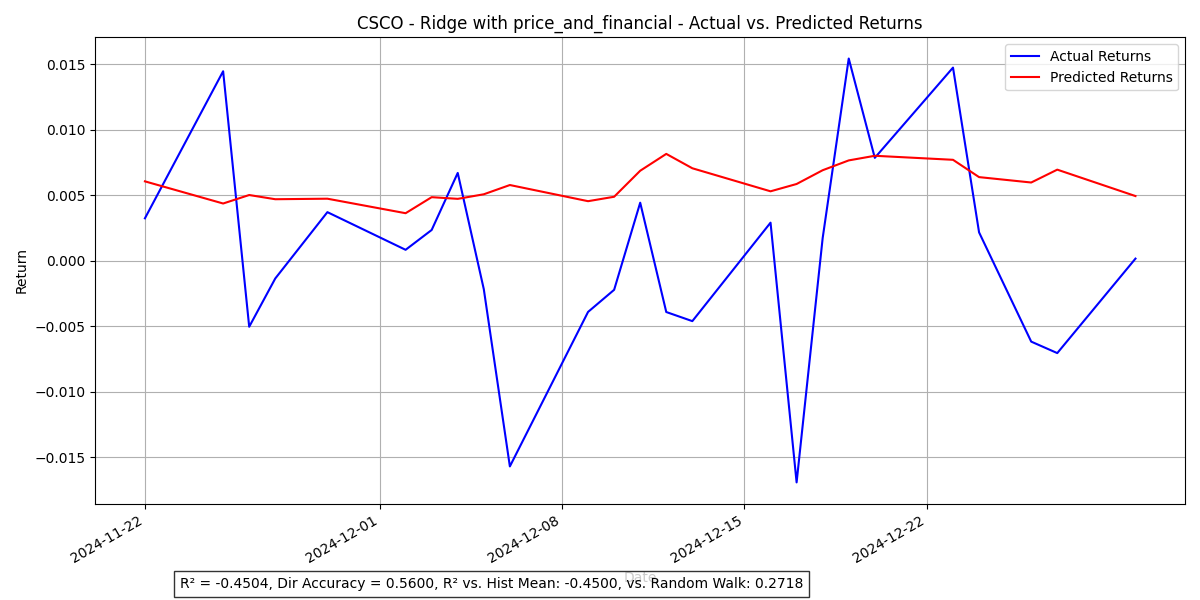 CSCO - Ridge with price_and_financial - Actual vs. Predicted Returns
Actual Returns
Predicted Returns
Return
0.015
0.010
0.005
0.000
−0.005
−0.010
−0.015
2024-11-22
2024-12-01
2024-12-08
2024-12-15
2024-12-22
Date
R² = -0.4504, Dir Accuracy = 0.5600, R² vs. Hist Mean: -0.4500, vs. Random Walk: 0.2718